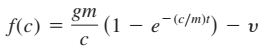 f(c) = gm/c (1 − e^−(c/m)t) − v